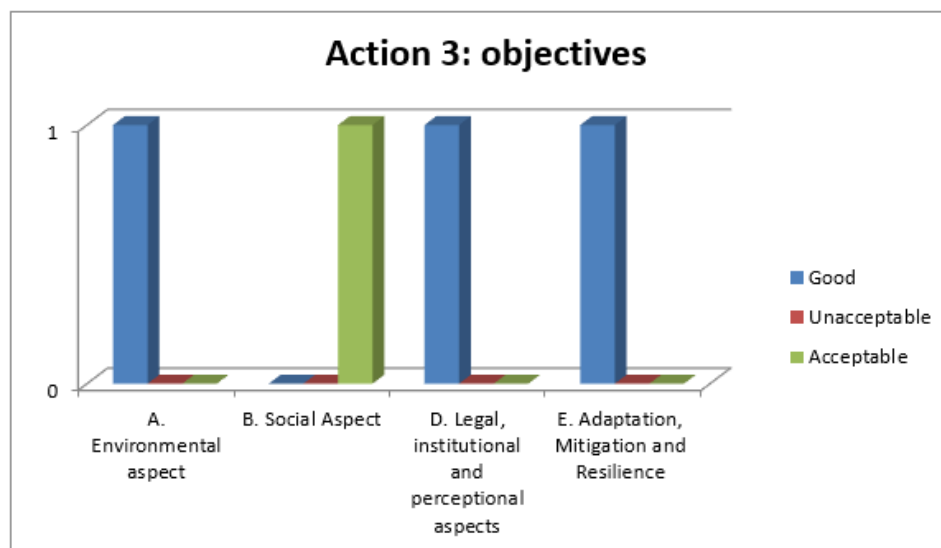 Action 3: objectives
1
0
A.
Environmental
aspect
B. Social Aspect
D. Legal,
institutional
and
perceptional
aspects
E. Adaptation,
Mitigation and
Resilience
Good
Unacceptable
Acceptable